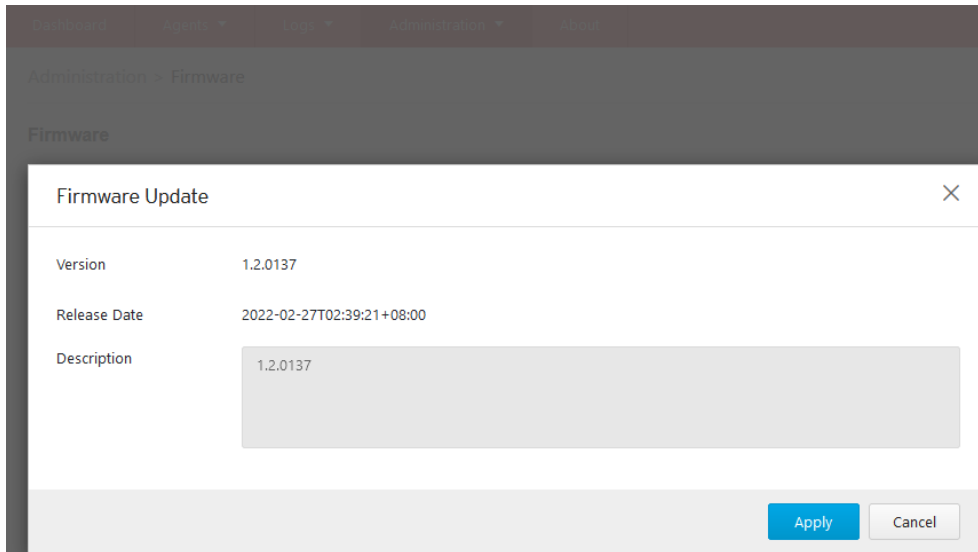 Dashboard Agents Logs Administration About
Administration > Firmware
Firmware
Firmware Update
Version 1.2.0137
Release Date 2022-02-27T02:39:21+08:00
Description 1.2.0137
Apply Cancel